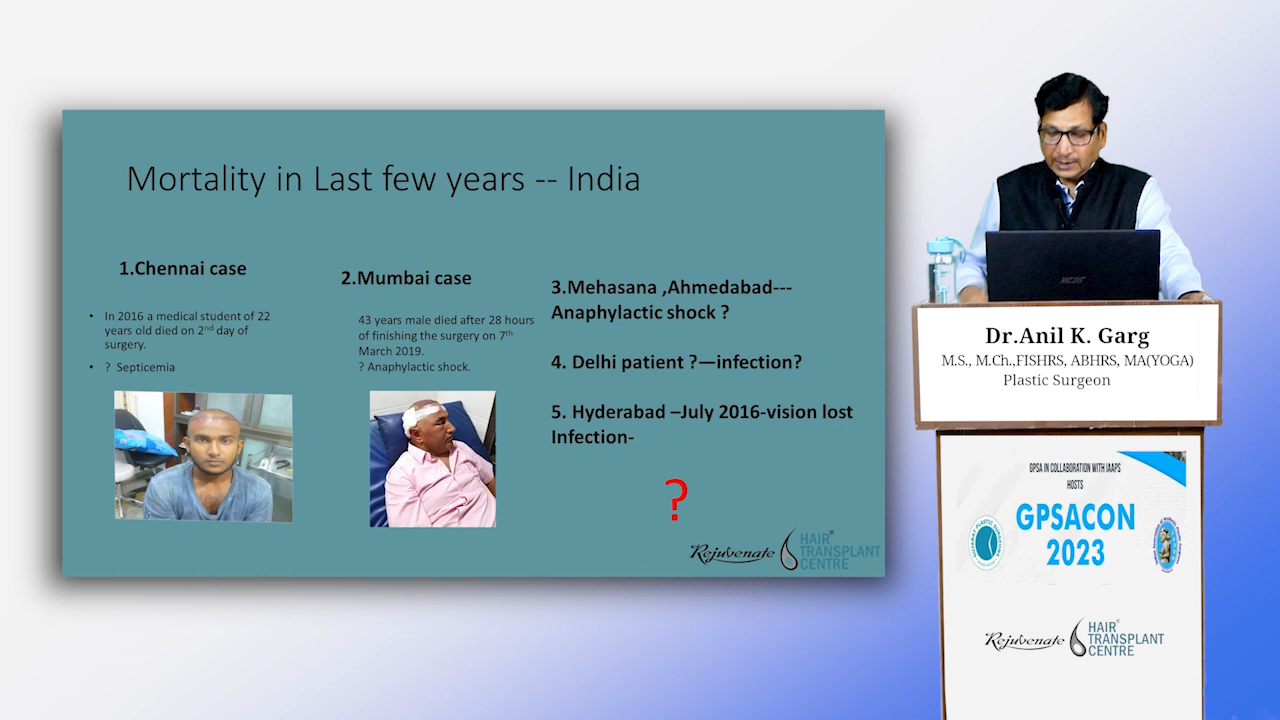 Mortality in Last few years -- India
1.Chennai case
• In 2016 a medical student of 22
years old died on 2nd day of
surgery.
• ? Septicemia
2.Mumbai case
43 years male died after 28 hours
of finishing the surgery on 7th
March 2019.
? Anaphylactic shock.
3.Mehasana ,Ahmedabad---
Anaphylactic shock ?
4. Delhi patient ?—infection?
5. Hyderabad –July 2016-vision lost
Infection-
?
Rejuvenate
HAIR®
TRANSPLANT
CENTRE
acer
Dr.Anil K. Garg
M.S., M.Ch.,FISHRS, ABHRS, MA(YOGA)
Plastic Surgeon
GPSA IN COLLABORATION WITH IAAPS
HOSTS
GPSACON
2023
Rejuvenate
HAIR®
TRANSPLANT
CENTRE